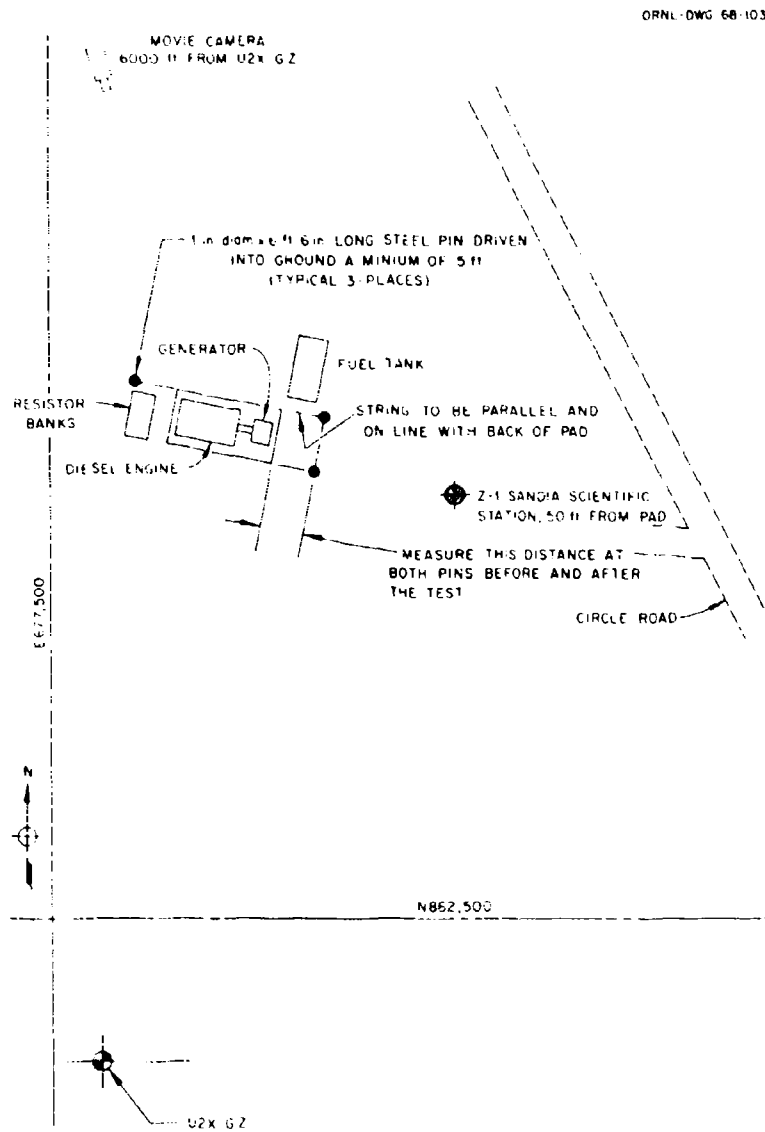 ORNL-DWG 68-103
MOVIE CAMERA
6000 ft FROM U2X GZ
1 in diam x 6 ft 6 in LONG STEEL PIN DRIVEN
INTO GROUND A MINIUM OF 5 ft
(TYPICAL 3-PLACES)
GENERATOR
FUEL TANK
RESISTOR
BANKS
STRING TO BE PARALLEL AND
ON LINE WITH BACK OF PAD
DIESEL ENGINE
Z-1 SANDIA SCIENTIFIC
STATION, 50 ft FROM PAD
MEASURE THIS DISTANCE AT
BOTH PINS BEFORE AND AFTER
THE TEST
CIRCLE ROAD
E677,500
N
N862,500
U2X GZ